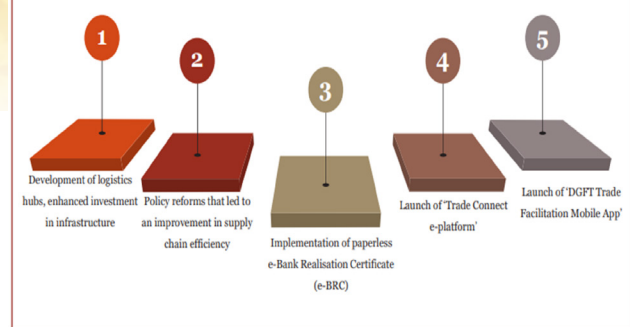 1
Development of logistics
hubs, enhanced investment
in infrastructure
2
Policy reforms that led to
an improvement in supply
chain efficiency
3
Implementation of paperless
e-Bank Realisation Certificate
(e-BRC)
4
Launch of ‘Trade Connect
e-platform’
5
Launch of ‘DGFT Trade
Facilitation Mobile App’